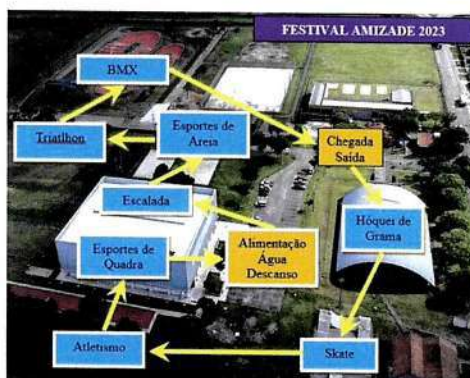 FESTIVAL AMIZADE 2023
BMX
Triatlhon
Esportes de
Areia
Chegada
Saída
Escalada
Hóquei de
Grama
Esportes de
Quadra
Alimentação
Água
Descanso
Atletismo
Skate